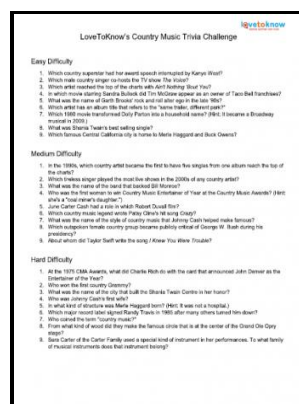 lovetoknow
LoveToKnow's Country Music Trivia Challenge
Easy Difficulty
1. Which country superstar had her award speech interrupted by Kanye West?
2. Which male country singer co-hosts the TV show The Voice?
3. Which artist reached the top of the charts with Ain't Nothing 'Bout You?
4. In which movie starring Sandra Bullock did Tim McGraw appear as an owner of Taco Bell franchises?
5. What was the name of Garth Brooks' rock and roll alter ego in the late '90s?
6. Which artist has an album title that refers to the "same trailer, different park?"
7. Which 1980 movie transformed Dolly Parton into a household name? (Hint: It became a Broadway
musical in 2009.)
8. What was Shania Twain's best selling single?
9. Which famous Central California city is home to Merle Haggard and Buck Owens?
Medium Difficulty
1. In the 1990s, which country artist became the first to have five singles from one album reach the top of
the charts?
2. Which tireless singer played the most live shows in the 2000s of any country artist?
3. What was the name of the band that backed Bill Monroe?
4. Who was the first woman to win Country Music Entertainer of Year at the Country Music Awards? (Hint:
she's a "coal miner's daughter.")
5. June Carter Cash had a role in which Robert Duvall film?
6. Which country music legend wrote Patsy Cline's hit song Crazy?
7. What is the name of the style of country music that Johnny Cash helped make famous?
8. Which outspoken female country group became publicly critical of George W. Bush during his
presidency?
9. About whom did Taylor Swift write the song I Knew You Were Trouble?
Hard Difficulty
1. At the 1975 CMA Awards, what did Charlie Rich do with the card that announced John Denver as the
Entertainer of the Year?
2. Who won the first country Grammy?
3. What was the name of the city that built the Shania Twain Centre in her honor?
4. Who was Johnny Cash's first wife?
5. In what kind of structure was Merle Haggard born? (Hint: It was not a hospital.)
6. Which major record label signed Randy Travis in 1985 after many others turned him down?
7. Who coined the term "country music?"
8. From what kind of wood did they make the famous circle that is at the center of the Grand Ole Opry
stage?
9. Sara Carter of the Carter Family used a special kind of instrument in her performances. To what family
of musical instruments does that instrument belong?